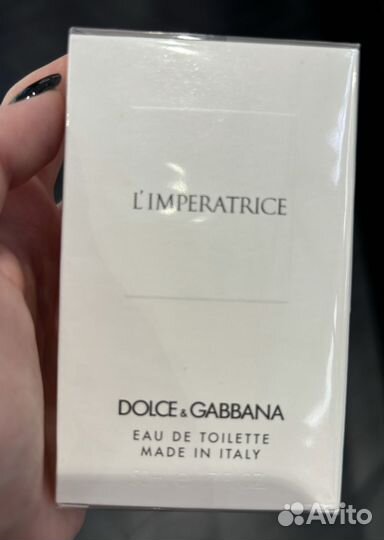 L'IMPERATRICE
DOLCE & GABBANA
EAU DE TOILETTE
MADE IN ITALY
Avito